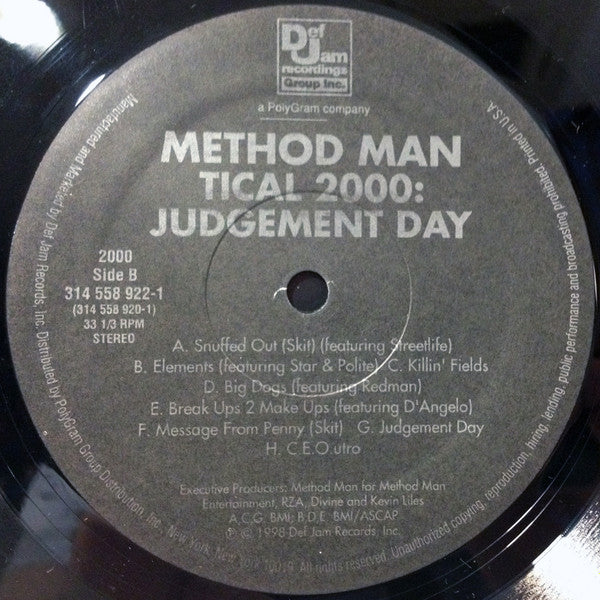 Def
Jam
recordings
Group Inc.
a PolyGram company
METHOD MAN
TICAL 2000:
JUDGEMENT DAY
2000
Side B
314 558 922-1
(314 558 920-1)
33 1/3 RPM
STEREO
A. Snuffed Out (Skit) (featuring Streetlife)
B. Elements (featuring Star & Polite) C. Killin' Fields
D. Big Dogs (featuring Redman)
E. Break Ups 2 Make Ups (featuring D'Angelo)
F. Message From Penny (Skit) G. Judgement Day
H. C.E.O.utro
Executive Producers: Method Man for Method Man
Entertainment, RZA, Divine and Kevin Liles
A.C.G. BMI; B.D.E. BMI/ASCAP
℗ © 1998 Def Jam Records, Inc.
Manufactured and Marketed by Def Jam Records, Inc. Distributed by PolyGram Group Distribution, Inc., New York, New York 10019. All rights reserved. Unauthorized copying, reproduction, hiring, lending, public performance and broadcasting prohibited. Printed in U.S.A.